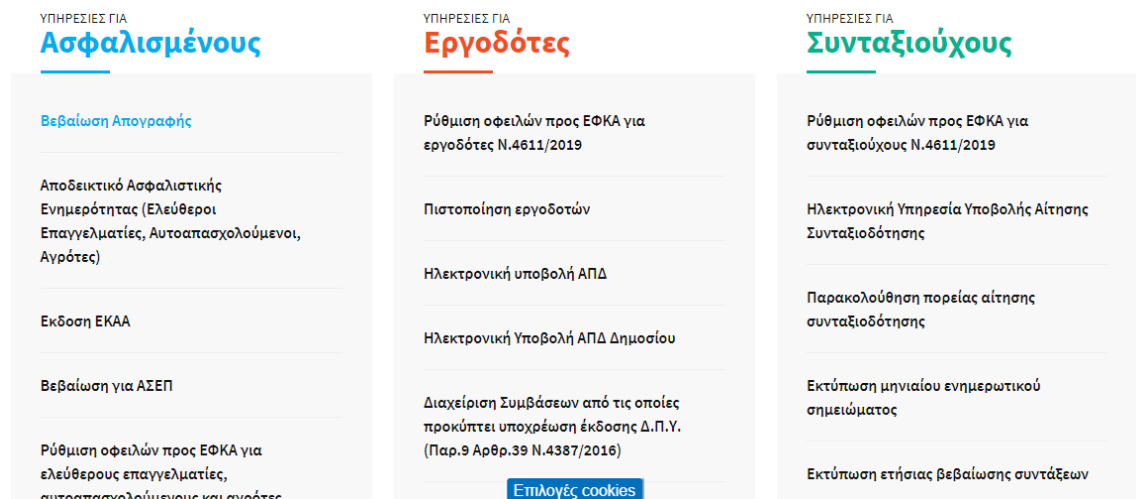 ΥΠΗΡΕΣΙΕΣ ΓΙΑ
Ασφαλισμένους
Βεβαίωση Απογραφής
Αποδεικτικό Ασφαλιστικής
Ενημερότητας (Ελεύθεροι
Επαγγελματίες, Αυτοαπασχολούμενοι,
Αγρότες)
Εκδοση ΕΚΑΑ
Βεβαίωση για ΑΣΕΠ
Ρύθμιση οφειλών προς ΕΦΚΑ για
ελεύθερους επαγγελματίες,
αυτοαπασχολούμενους και αγρότες
ΥΠΗΡΕΣΙΕΣ ΓΙΑ
Εργοδότες
Ρύθμιση οφειλών προς ΕΦΚΑ για
εργοδότες Ν.4611/2019
Πιστοποίηση εργοδοτών
Ηλεκτρονική υποβολή ΑΠΔ
Ηλεκτρονική Υποβολή ΑΠΔ Δημοσίου
Διαχείριση Συμβάσεων από τις οποίες
προκύπτει υποχρέωση έκδοσης Δ.Π.Υ.
(Παρ.9 Αρθρ.39 Ν.4387/2016)
Επιλογές cookies
ΥΠΗΡΕΣΙΕΣ ΓΙΑ
Συνταξιούχους
Ρύθμιση οφειλών προς ΕΦΚΑ για
συνταξιούχους Ν.4611/2019
Ηλεκτρονική Υπηρεσία Υποβολής Αίτησης
Συνταξιοδότησης
Παρακολούθηση πορείας αίτησης
συνταξιοδότησης
Εκτύπωση μηνιαίου ενημερωτικού
σημειώματος
Εκτύπωση ετήσιας βεβαίωσης συντάξεων